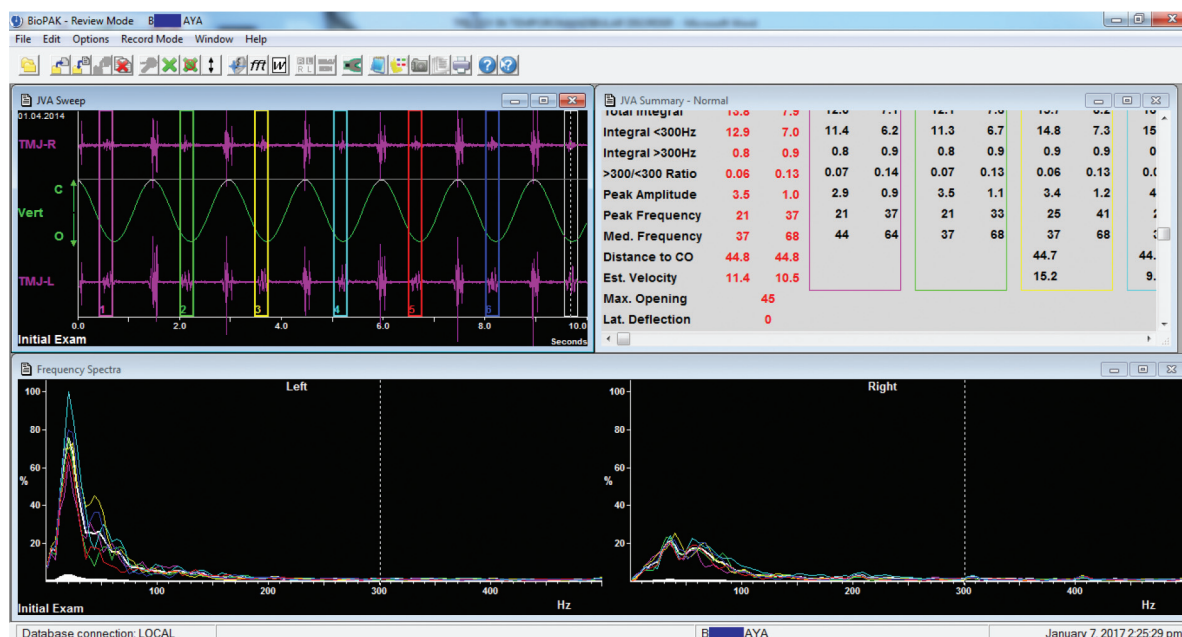 BioPAK - Review Mode B AYA
File Edit Options Record Mode Window Help
fft W
JVA Sweep
01.04.2014
TMJ-R
C
Vert
O
TMJ-L
1 2 3 4 5 6
0.0 2.0 4.0 6.0 8.0 10.0
Initial Exam Seconds
JVA Summary - Normal
Total Integral 13.8 7.9
Integral <300Hz 12.9 7.0 11.4 6.2 11.3 6.7 14.8 7.3 15
Integral >300Hz 0.8 0.9 0.8 0.9 0.8 0.9 0.9 0.9 0
>300/<300 Ratio 0.06 0.13 0.07 0.14 0.07 0.13 0.06 0.13 0.0
Peak Amplitude 3.5 1.0 2.9 0.9 3.5 1.1 3.4 1.2 4
Peak Frequency 21 37 21 37 21 33 25 41 2
Med. Frequency 37 68 44 64 37 68 37 68
Distance to CO 44.8 44.8 44.7 44.
Est. Velocity 11.4 10.5 15.2 9.
Max. Opening 45
Lat. Deflection 0
Frequency Spectra
Left
100
80
%
60
40
20
100 200 300 400
Initial Exam Hz
Right
100
80
%
60
40
20
100 200 300 400
Hz
Database connection: LOCAL B AYA January 7, 2017 2:25:29 pm